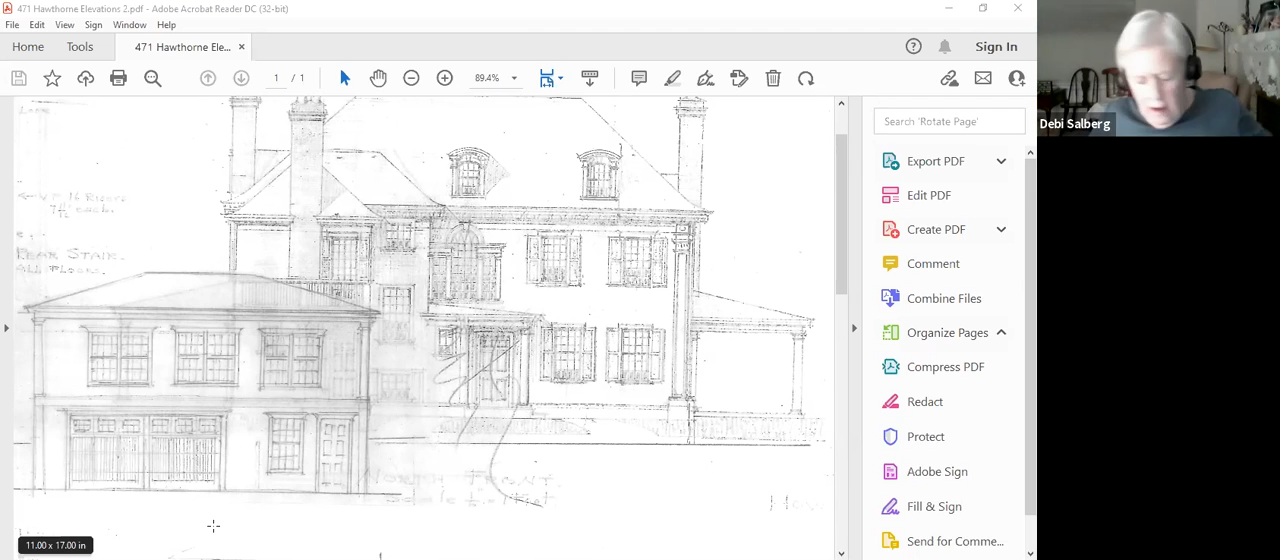 471 Hawthorne Elevations 2.pdf - Adobe Acrobat Reader DC (32-bit)
File Edit View Sign Window Help
Home Tools 471 Hawthorne Ele... × Sign In
1 / 1 89.4%
Debi Salberg
Search 'Rotate Page'
Export PDF
Edit PDF
Create PDF
Comment
Combine Files
Organize Pages
Compress PDF
Redact
Protect
Adobe Sign
Fill & Sign
Send for Comme...
REAR STAIR.
ALL FLOORS.
NORTH FRONT
11.00 x 17.00 in